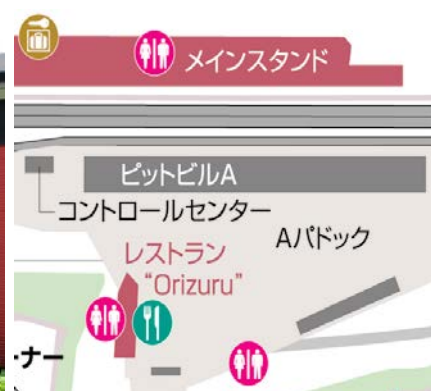 メインスタンド
ピットビルA
コントロールセンター
Aパドック
レストラン
“Orizuru”
ーナー